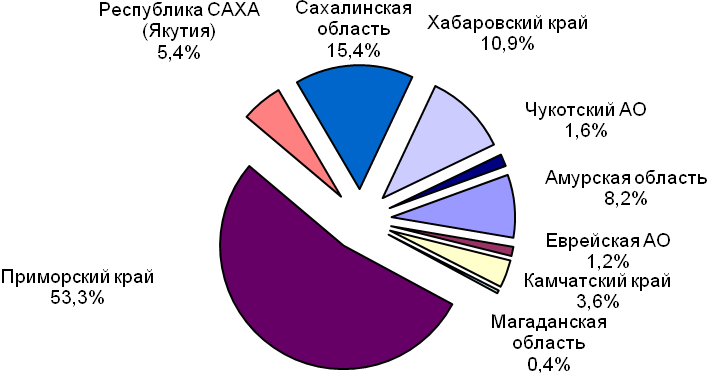 Республика САХА
(Якутия)
5,4%
Сахалинская
область
15,4%
Хабаровский край
10,9%
Чукотский АО
1,6%
Амурская область
8,2%
Еврейская АО
1,2%
Камчатский край
3,6%
Магаданская
область
0,4%
Приморский край
53,3%